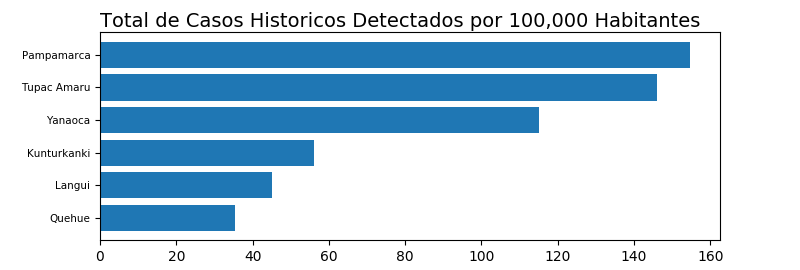 Total de Casos Historicos Detectados por 100,000 Habitantes
Pampamarca
Tupac Amaru
Yanaoca
Kunturkanki
Langui
Quehue
0 20 40 60 80 100 120 140 160